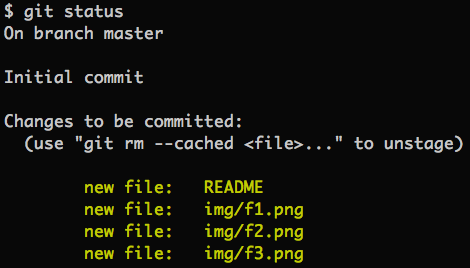 $ git status
On branch master
Initial commit
Changes to be committed:
(use "git rm --cached <file>..." to unstage)
new file: README
new file: img/f1.png
new file: img/f2.png
new file: img/f3.png